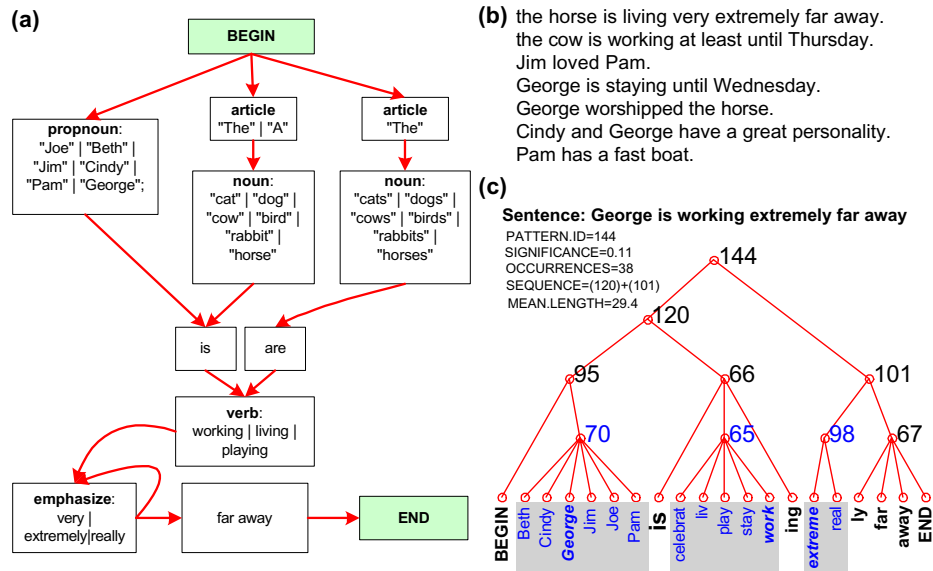 (a)
BEGIN
propnoun:
"Joe" | "Beth" |
"Jim" | "Cindy" |
"Pam" | "George";
article
"The" | "A"
article
"The"
noun:
"cat" | "dog" |
"cow" | "bird" |
"rabbit" |
"horse"
noun:
"cats" | "dogs" |
"cows" | "birds" |
"rabbits" |
"horses"
is
are
verb:
working | living |
playing
emphasize:
very |
extremely|really
far away
END
(b)
the horse is living very extremely far away.
the cow is working at least until Thursday.
Jim loved Pam.
George is staying until Wednesday.
George worshipped the horse.
Cindy and George have a great personality.
Pam has a fast boat.
(c)
Sentence: George is working extremely far away
PATTERN.ID=144
SIGNIFICANCE=0.11
OCCURRENCES=38
SEQUENCE=(120)+(101)
MEAN.LENGTH=29.4
144
120
95
66
101
70
65
98
67
BEGIN
Beth
Cindy
George
Jim
Joe
Pam
is
celebrat
liv
play
stay
work
ing
extreme
real
ly
far
away
END